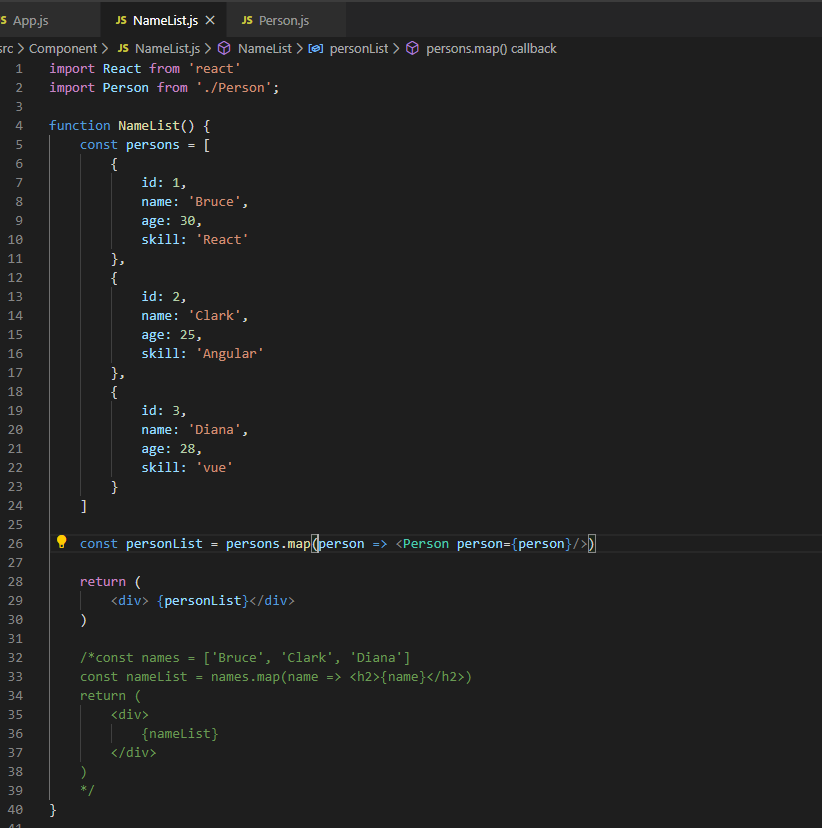 JS App.js JS NameList.js × JS Person.js
src > Component > JS NameList.js > NameList > personList > persons.map() callback
1 import React from 'react'
2 import Person from './Person';
3
4 function NameList() {
5     const persons = [
6         {
7             id: 1,
8             name: 'Bruce',
9             age: 30,
10             skill: 'React'
11         },
12         {
13             id: 2,
14             name: 'Clark',
15             age: 25,
16             skill: 'Angular'
17         },
18         {
19             id: 3,
20             name: 'Diana',
21             age: 28,
22             skill: 'vue'
23         }
24     ]
25
26     const personList = persons.map(person => <Person person={person}/>)
27
28     return (
29         <div> {personList}</div>
30     )
31
32     /*const names = ['Bruce', 'Clark', 'Diana']
33     const nameList = names.map(name => <h2>{name}</h2>)
34     return (
35         <div>
36             {nameList}
37         </div>
38     )
39     */
40 }
41